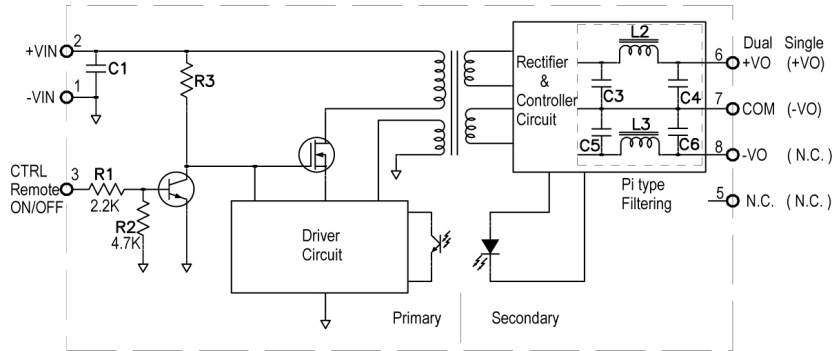 +VIN 2
C1
-VIN 1
R3
CTRL
Remote
ON/OFF
3
R1
2.2K
R2
4.7K
Driver
Circuit
Primary
Secondary
Rectifier
&
Controller
Circuit
L2
C3
C4
C5
L3
C6
Pi type
Filtering
Dual Single
6 +VO (+VO)
7 COM (-VO)
8 -VO (N.C.)
5 N.C. (N.C.)